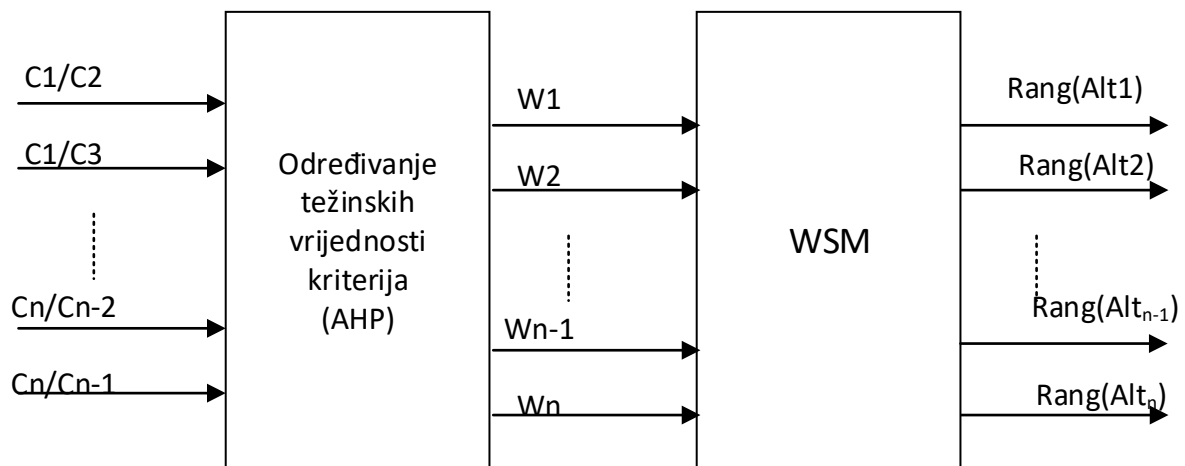 C1/C2
C1/C3
Cn/Cn-2
Cn/Cn-1
Određivanje
težinskih
vrijednosti
kriterija
(AHP)
W1
W2
Wn-1
Wn
WSM
Rang(Alt1)
Rang(Alt2)
Rang(Altn-1)
Rang(Altn)